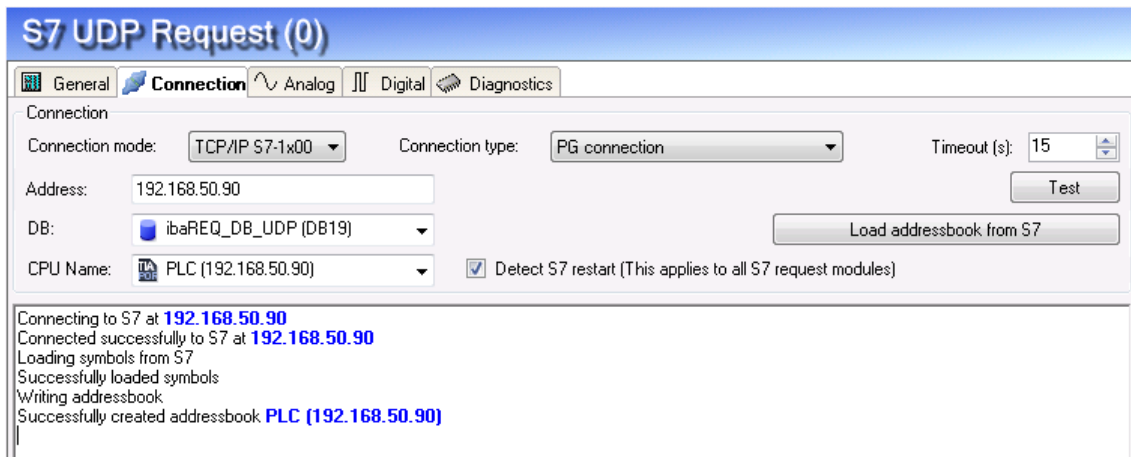 S7 UDP Request (0)
General Connection Analog Digital Diagnostics
Connection
Connection mode: TCP/IP S7-1x00 Connection type: PG connection Timeout (s): 15
Address: 192.168.50.90 Test
DB: ibaREQ_DB_UDP (DB19) Load addressbook from S7
CPU Name: TIA PDF PLC (192.168.50.90) Detect S7 restart (This applies to all S7 request modules)
Connecting to S7 at 192.168.50.90
Connected successfully to S7 at 192.168.50.90
Loading symbols from S7
Successfully loaded symbols
Writing addressbook
Successfully created addressbook PLC (192.168.50.90)